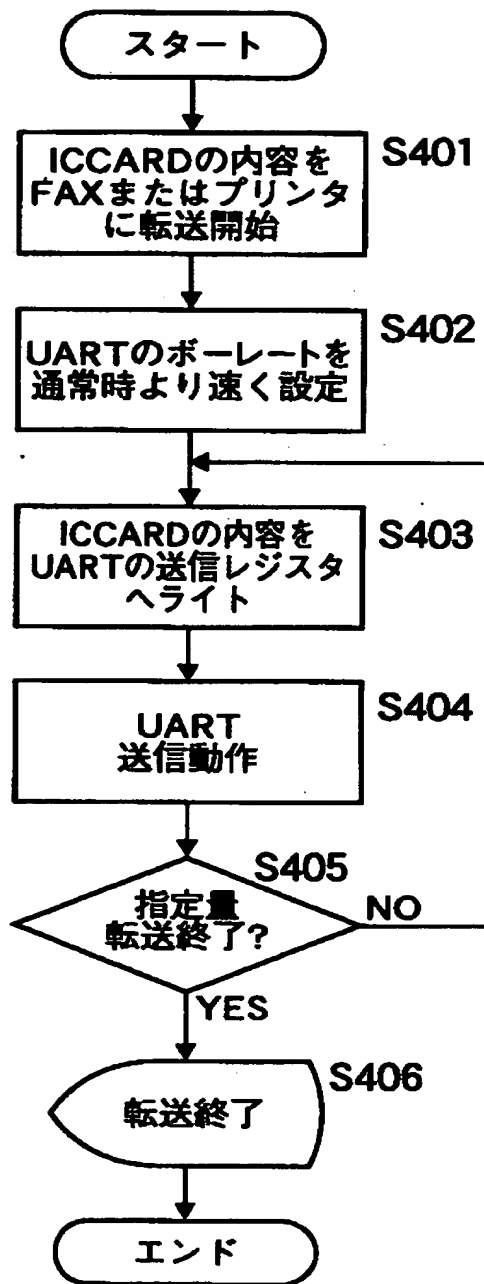 スタート
ICCARDの内容を
FAXまたはプリンタ
に転送開始
S401
UARTのボーレートを
通常時より速く設定
S402
ICCARDの内容を
UARTの送信レジスタ
へライト
S403
UART
送信動作
S404
S405
指定量
転送終了?
NO
YES
転送終了
S406
エンド